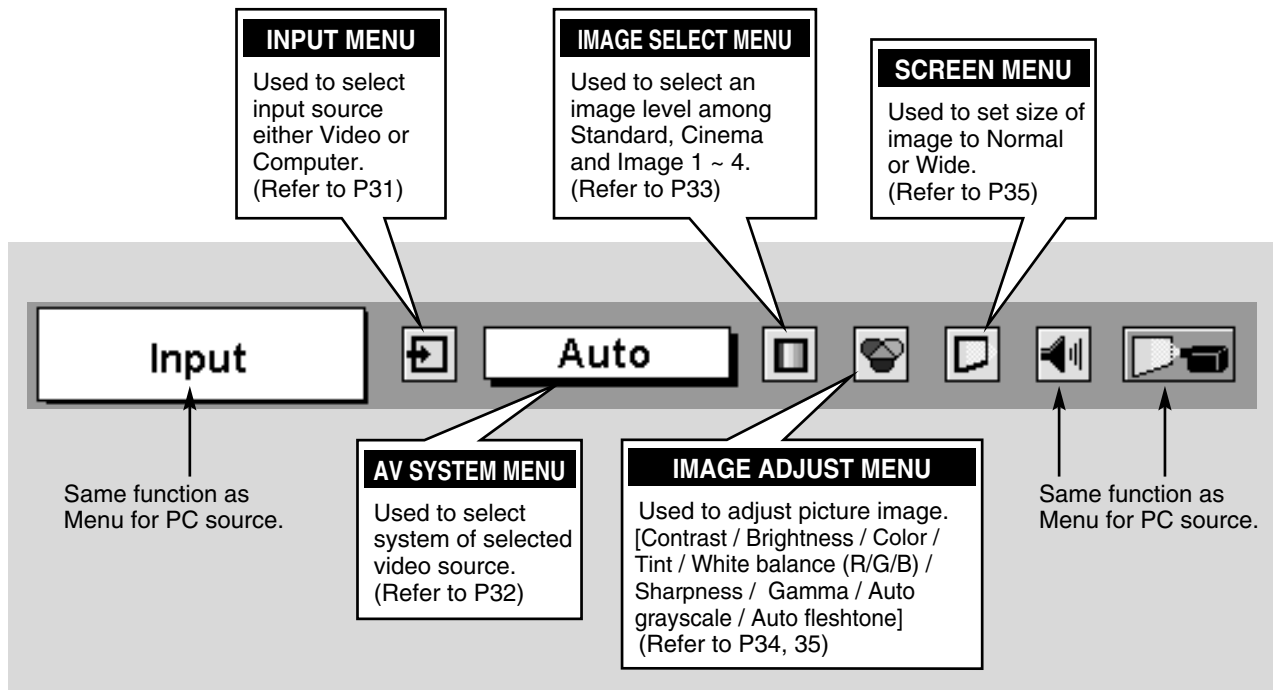 INPUT MENU
Used to select
input source
either Video or
Computer.
(Refer to P31)
IMAGE SELECT MENU
Used to select an
image level among
Standard, Cinema
and Image 1 ~ 4.
(Refer to P33)
SCREEN MENU
Used to set size of
image to Normal
or Wide.
(Refer to P35)
Input
Auto
Same function as
Menu for PC source.
AV SYSTEM MENU
Used to select
system of selected
video source.
(Refer to P32)
IMAGE ADJUST MENU
Used to adjust picture image.
[Contrast / Brightness / Color /
Tint / White balance (R/G/B) /
Sharpness / Gamma / Auto
grayscale / Auto fleshtone]
(Refer to P34, 35)
Same function as
Menu for PC source.